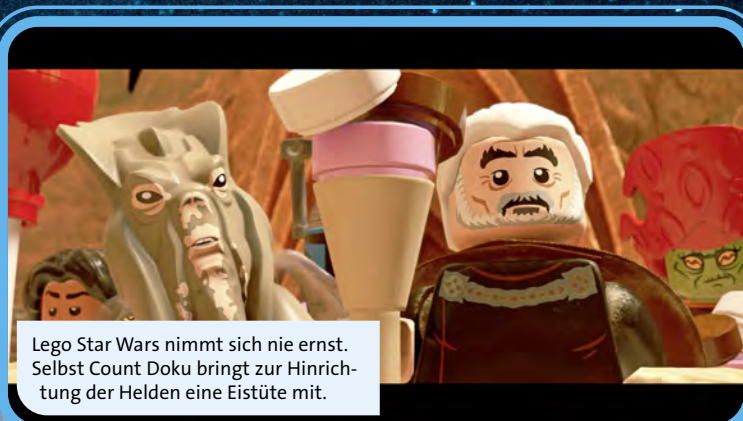 Lego Star Wars nimmt sich nie ernst.
Selbst Count Doku bringt zur Hinrich-
tung der Helden eine Eistüte mit.